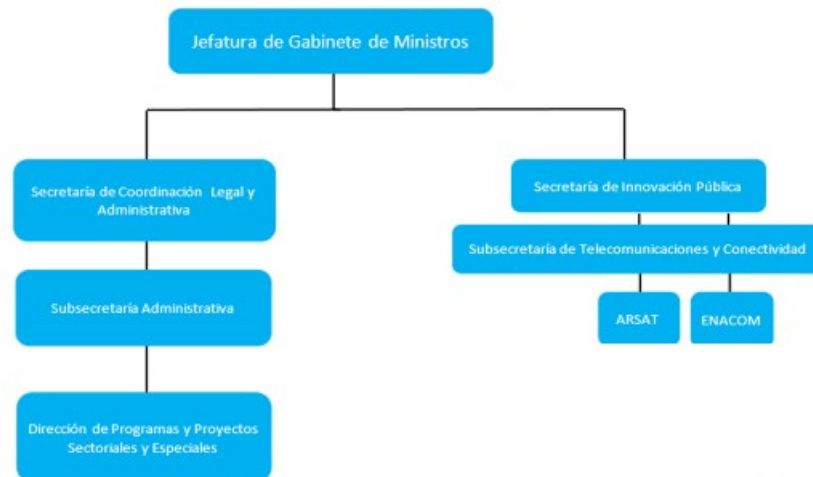 Jefatura de Gabinete de Ministros
Secretaría de Coordinación Legal y
Administrativa
Secretaría de Innovación Pública
Subsecretaría de Telecomunicaciones y Conectividad
Subsecretaría Administrativa
ARSAT
ENACOM
Dirección de Programas y Proyectos
Sectoriales y Especiales